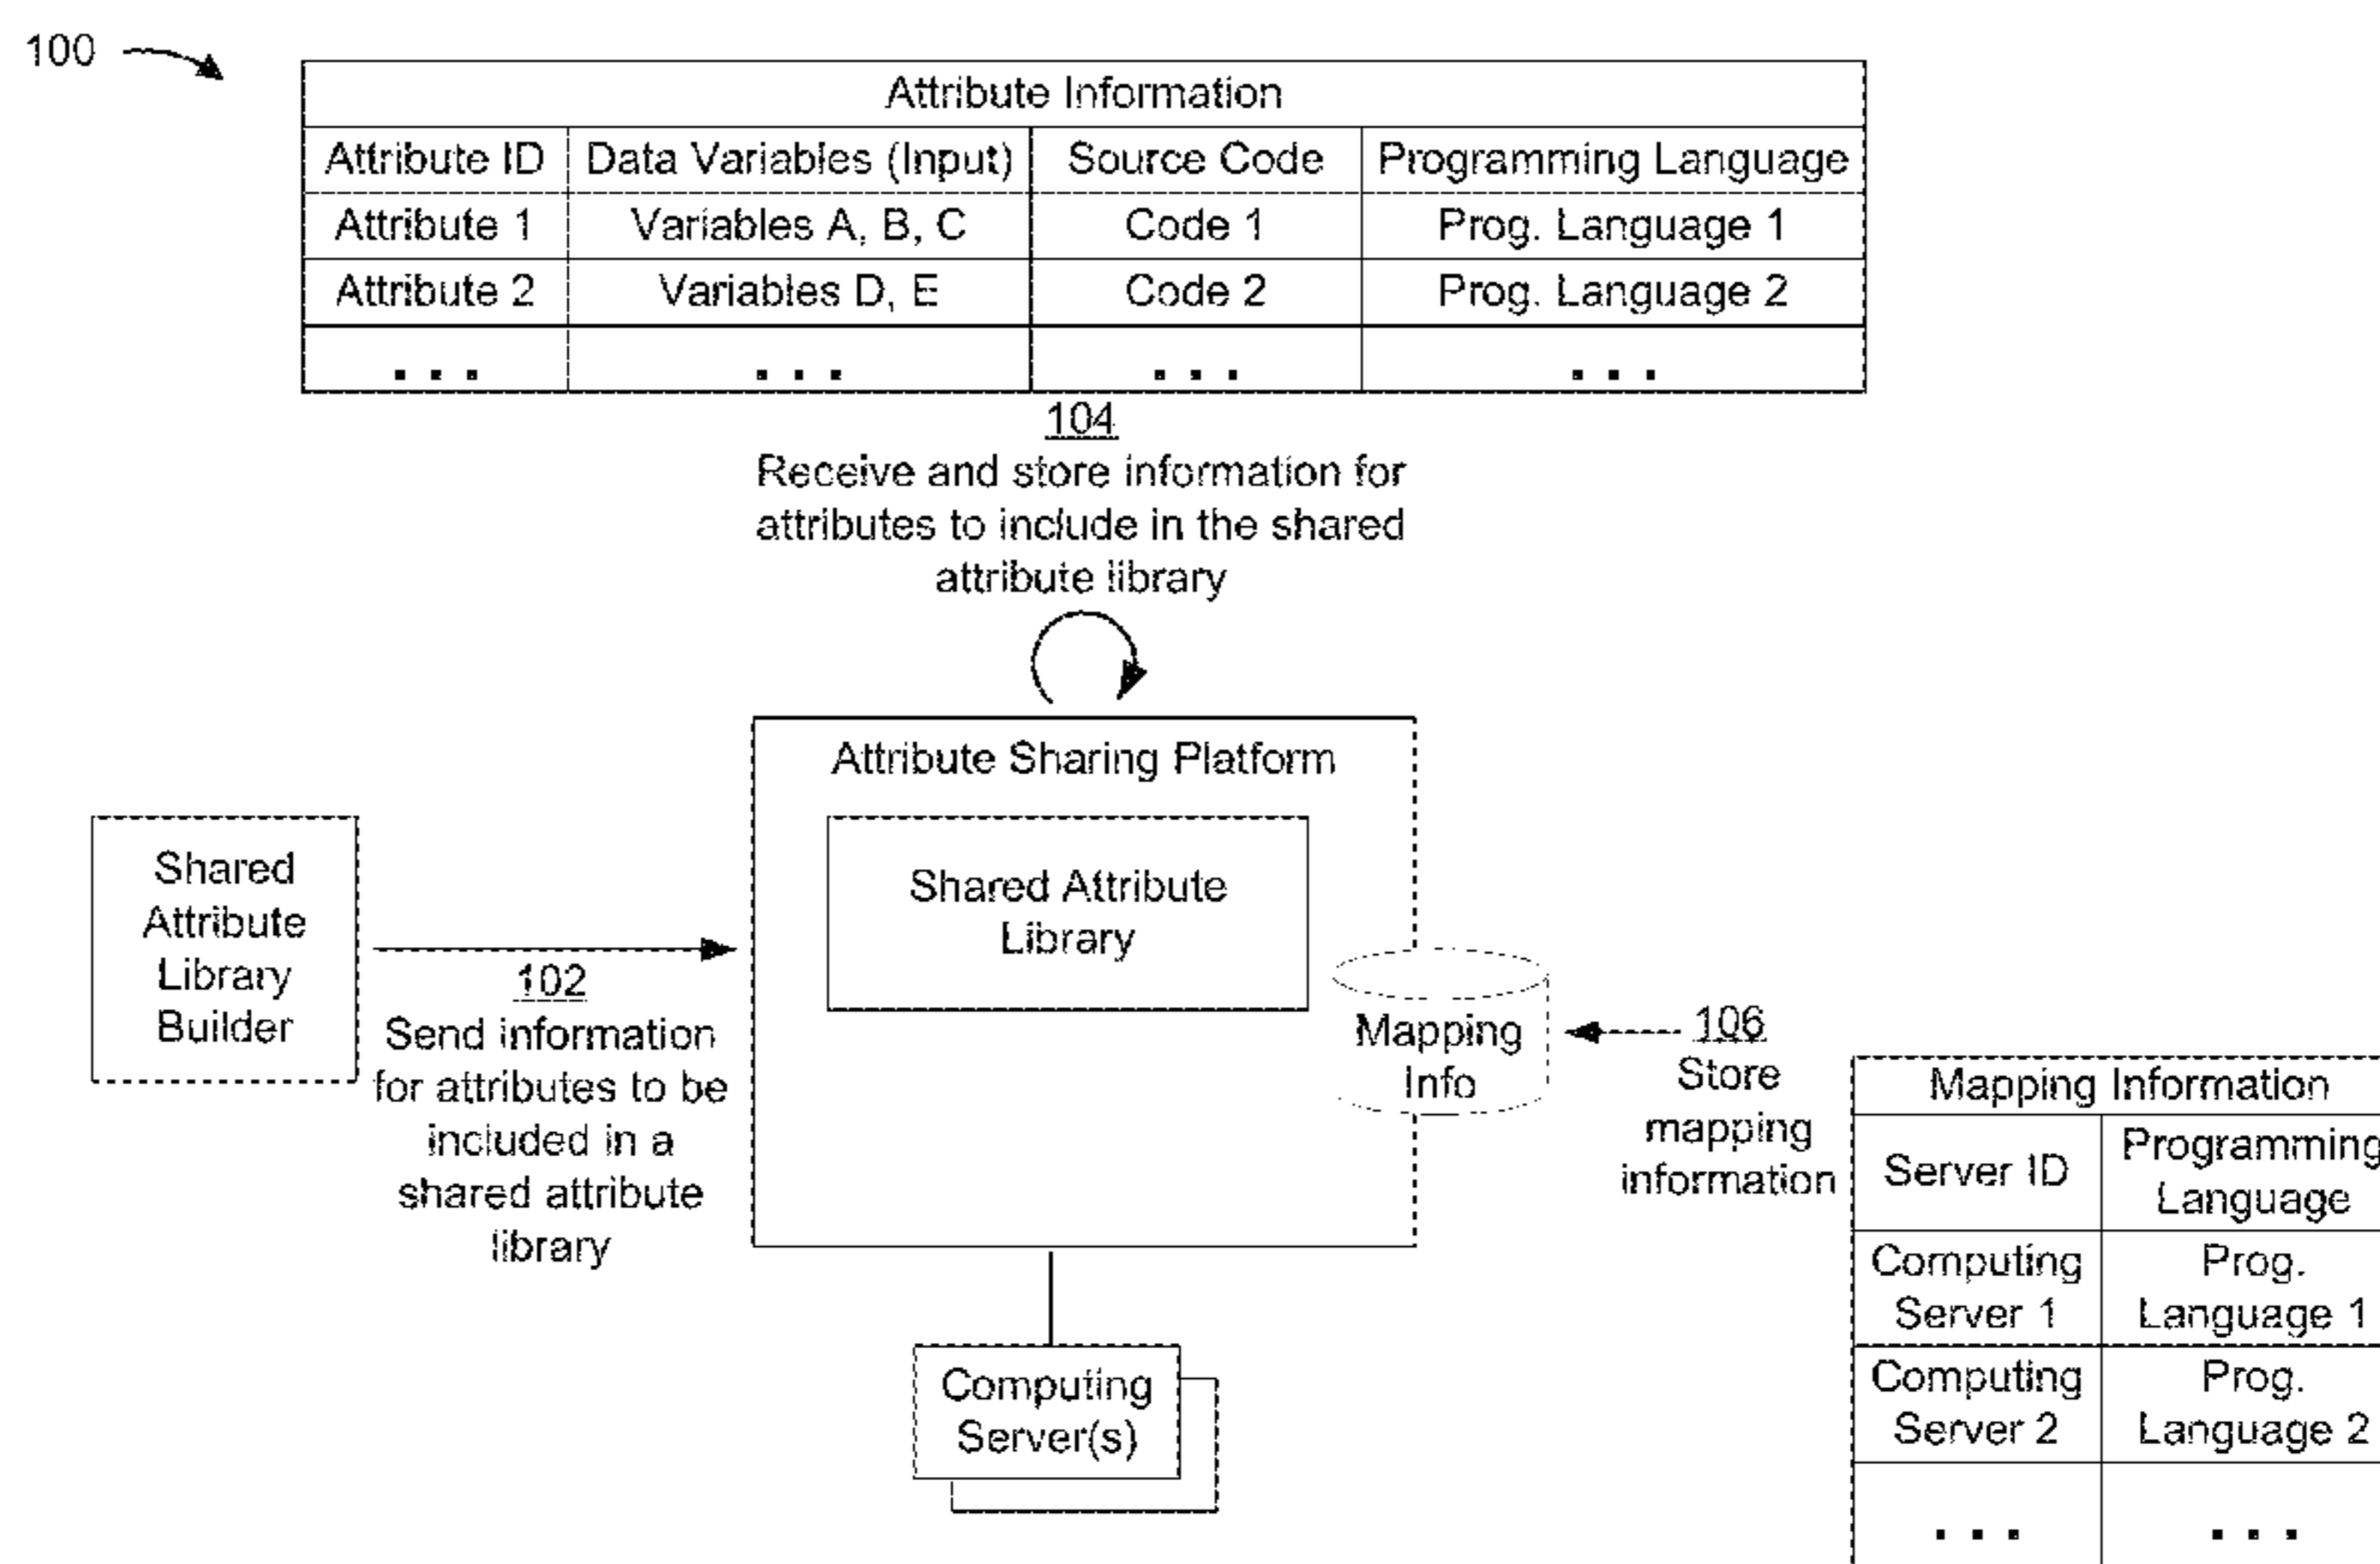 100
Attribute Information
Attribute ID Data Variables (Input) Source Code Programming Language
Attribute 1 Variables A, B, C Code 1 Prog. Language 1
Attribute 2 Variables D, E Code 2 Prog. Language 2
. . . . . . . . . . . .
104
Receive and store information for
attributes to include in the shared
attribute library
Attribute Sharing Platform
Shared Attribute
Library
Shared
Attribute
Library
Builder
102
Send information
for attributes to be
included in a
shared attribute
library
Mapping
Info
106
Store
mapping
information
Mapping Information
Server ID
Programming
Language
Computing
Server 1
Prog.
Language 1
Computing
Server 2
Prog.
Language 2
. . . . . .
Computing
Server(s)